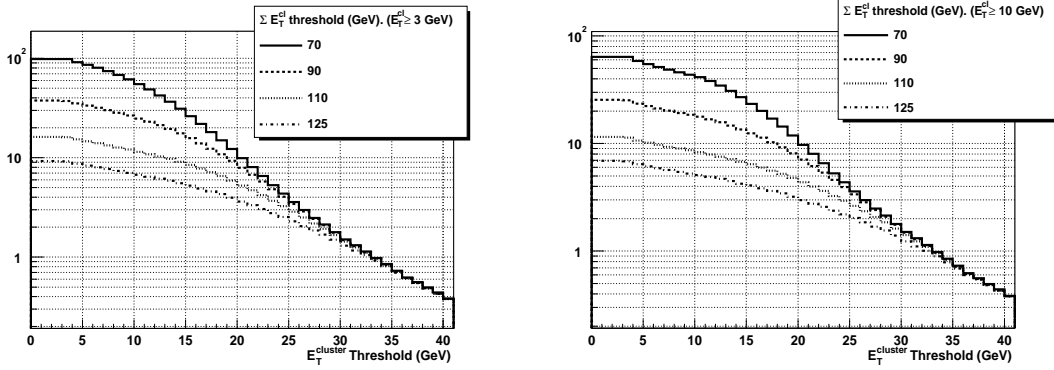 Σ E_T^cl threshold (GeV). (E_T^cl ≥ 3 GeV)
70
90
110
125
10^2
10
1
0 5 10 15 20 25 30 35 40
E_T^cluster Threshold (GeV)
Σ E_T^cl threshold (GeV). (E_T^cl ≥ 10 GeV)
70
90
110
125
10^2
10
1
0 5 10 15 20 25 30 35 40
E_T^cluster Threshold (GeV)